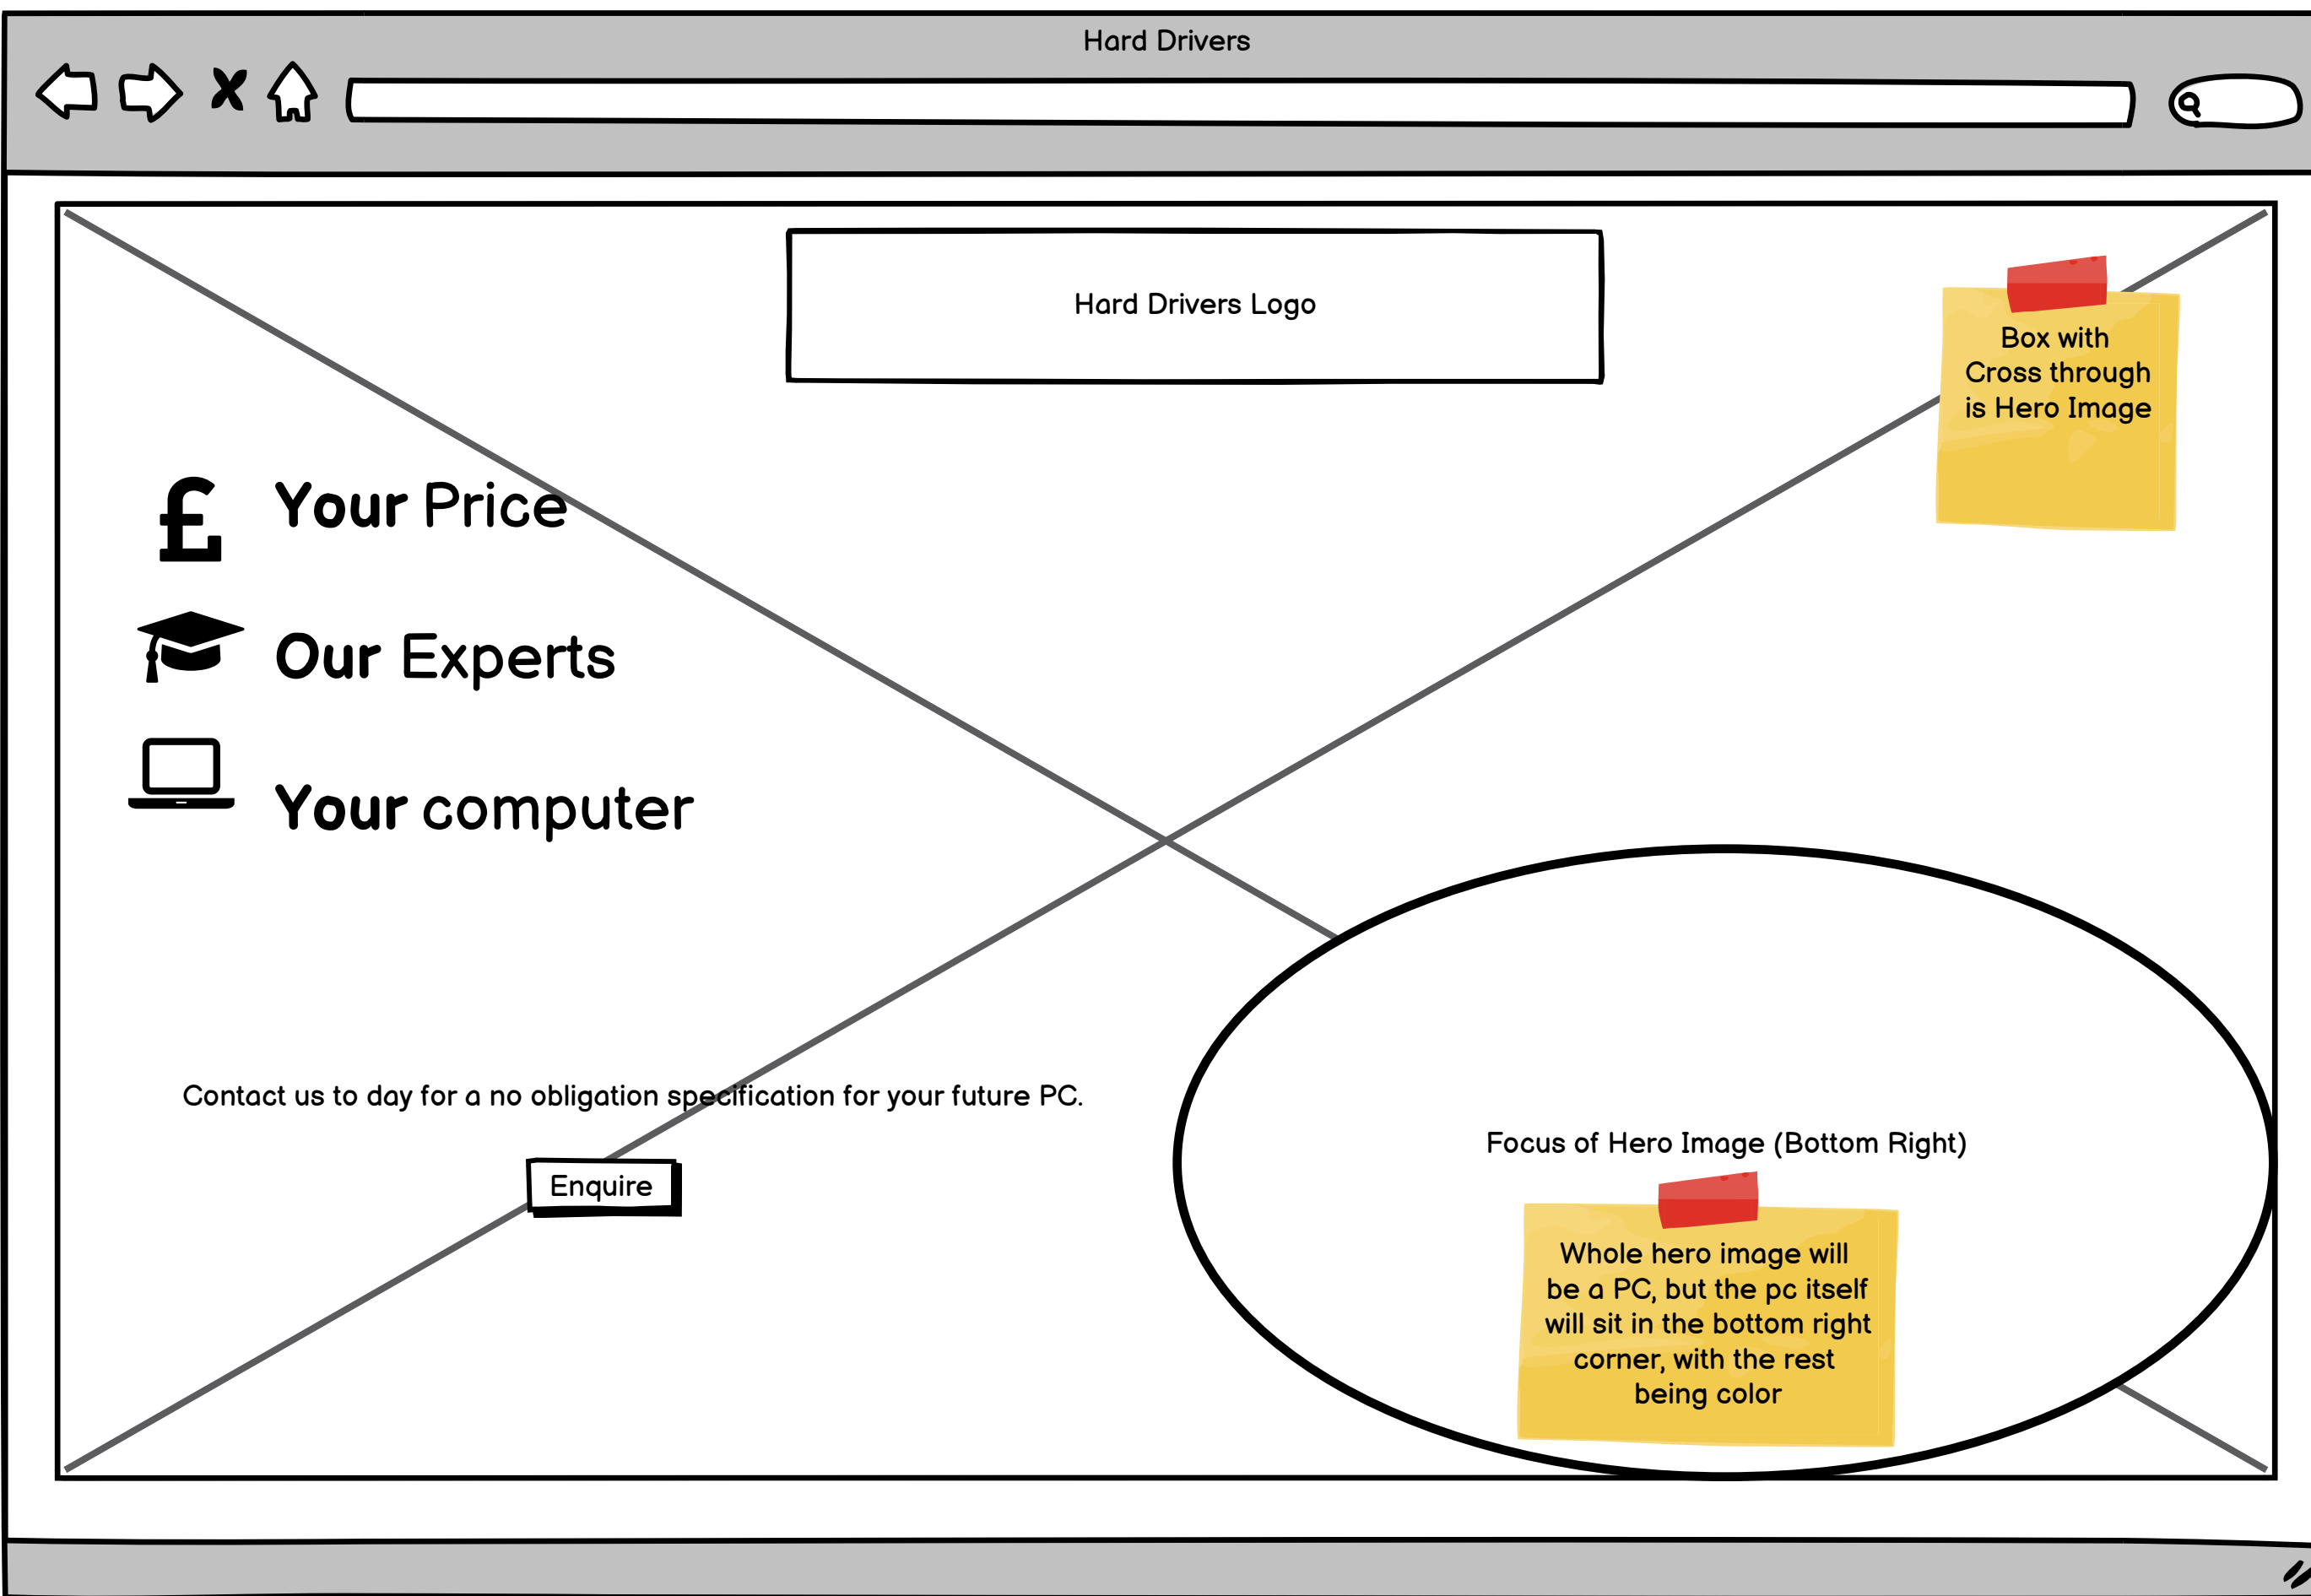 Hard Drivers
Hard Drivers Logo
Box with
Cross through
is Hero Image
£
Your Price
Our Experts
Your computer
Contact us to day for a no obligation specification for your future PC.
Enquire
Focus of Hero Image (Bottom Right)
Whole hero image will
be a PC, but the pc itself
will sit in the bottom right
corner, with the rest
being color